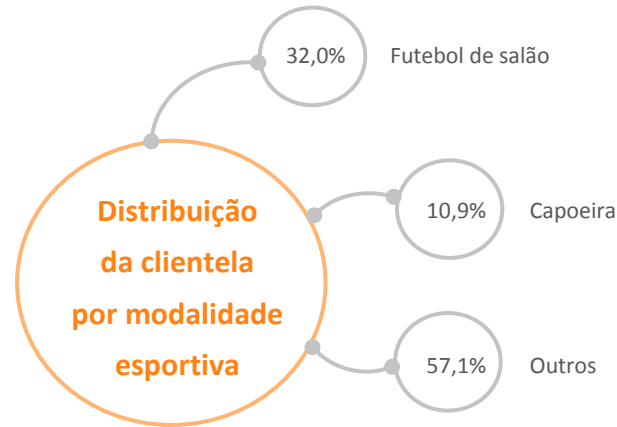 32,0% Futebol de salão
Distribuição
da clientela
por modalidade
esportiva
10,9% Capoeira
57,1% Outros